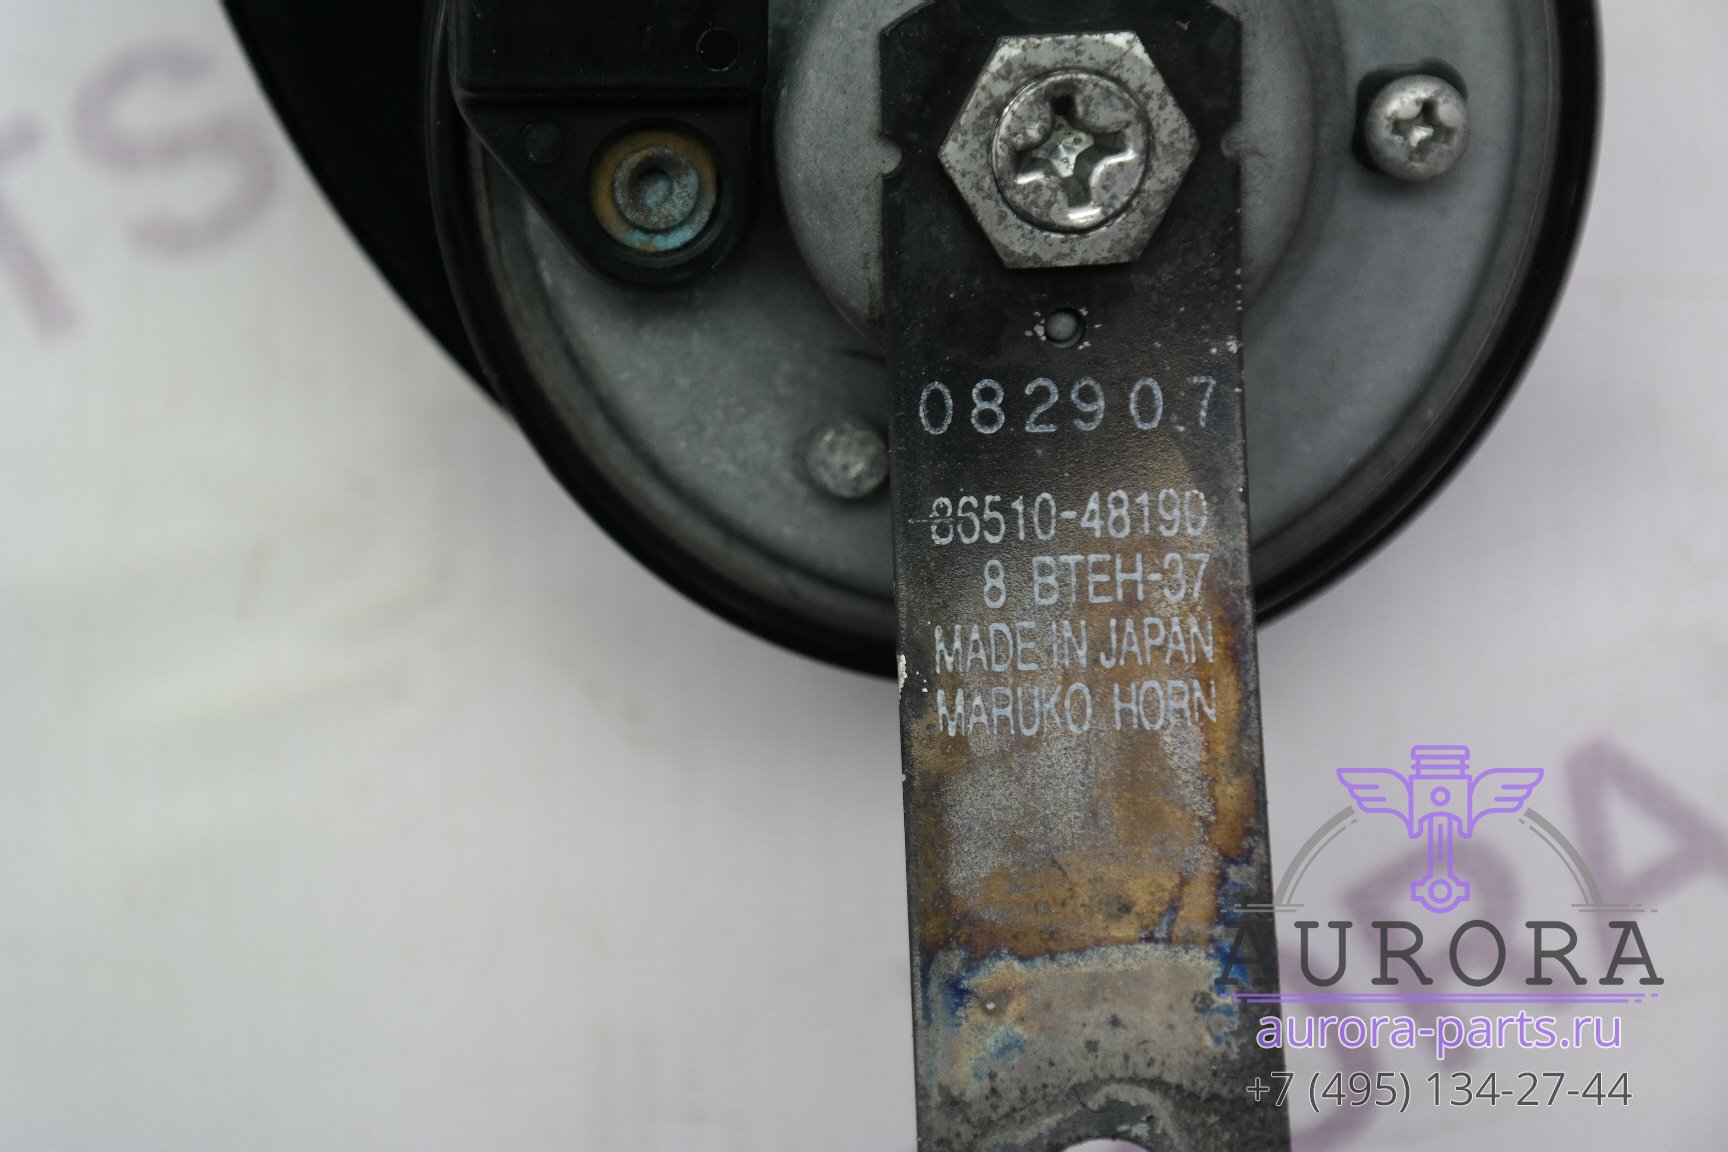 082907
86510-48190
8 BTEH-37
MADE IN JAPAN
MARUKO HORN
AURORA
aurora-parts.ru
+7 (495) 134-27-44